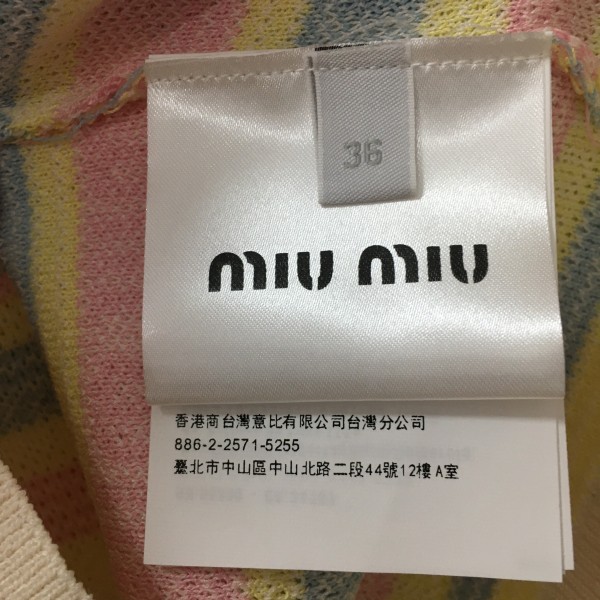 36
miu miu
香港商台灣意比有限公司台灣分公司
886-2-2571-5255
臺北市中山區中山北路二段44號12樓A室